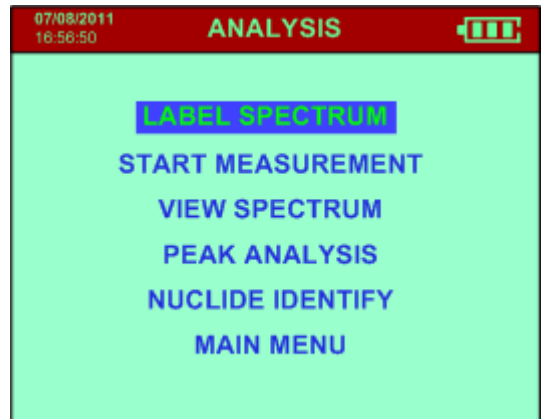 07/08/2011
16:56:50
ANALYSIS
LABEL SPECTRUM
START MEASUREMENT
VIEW SPECTRUM
PEAK ANALYSIS
NUCLIDE IDENTIFY
MAIN MENU